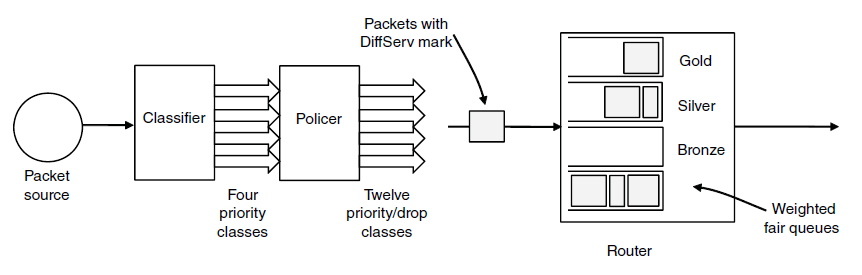 Packets with
DiffServ mark
Gold
Classifier
Policer
Silver
Bronze
Packet
source
Four
priority
classes
Twelve
priority/drop
classes
Weighted
fair queues
Router